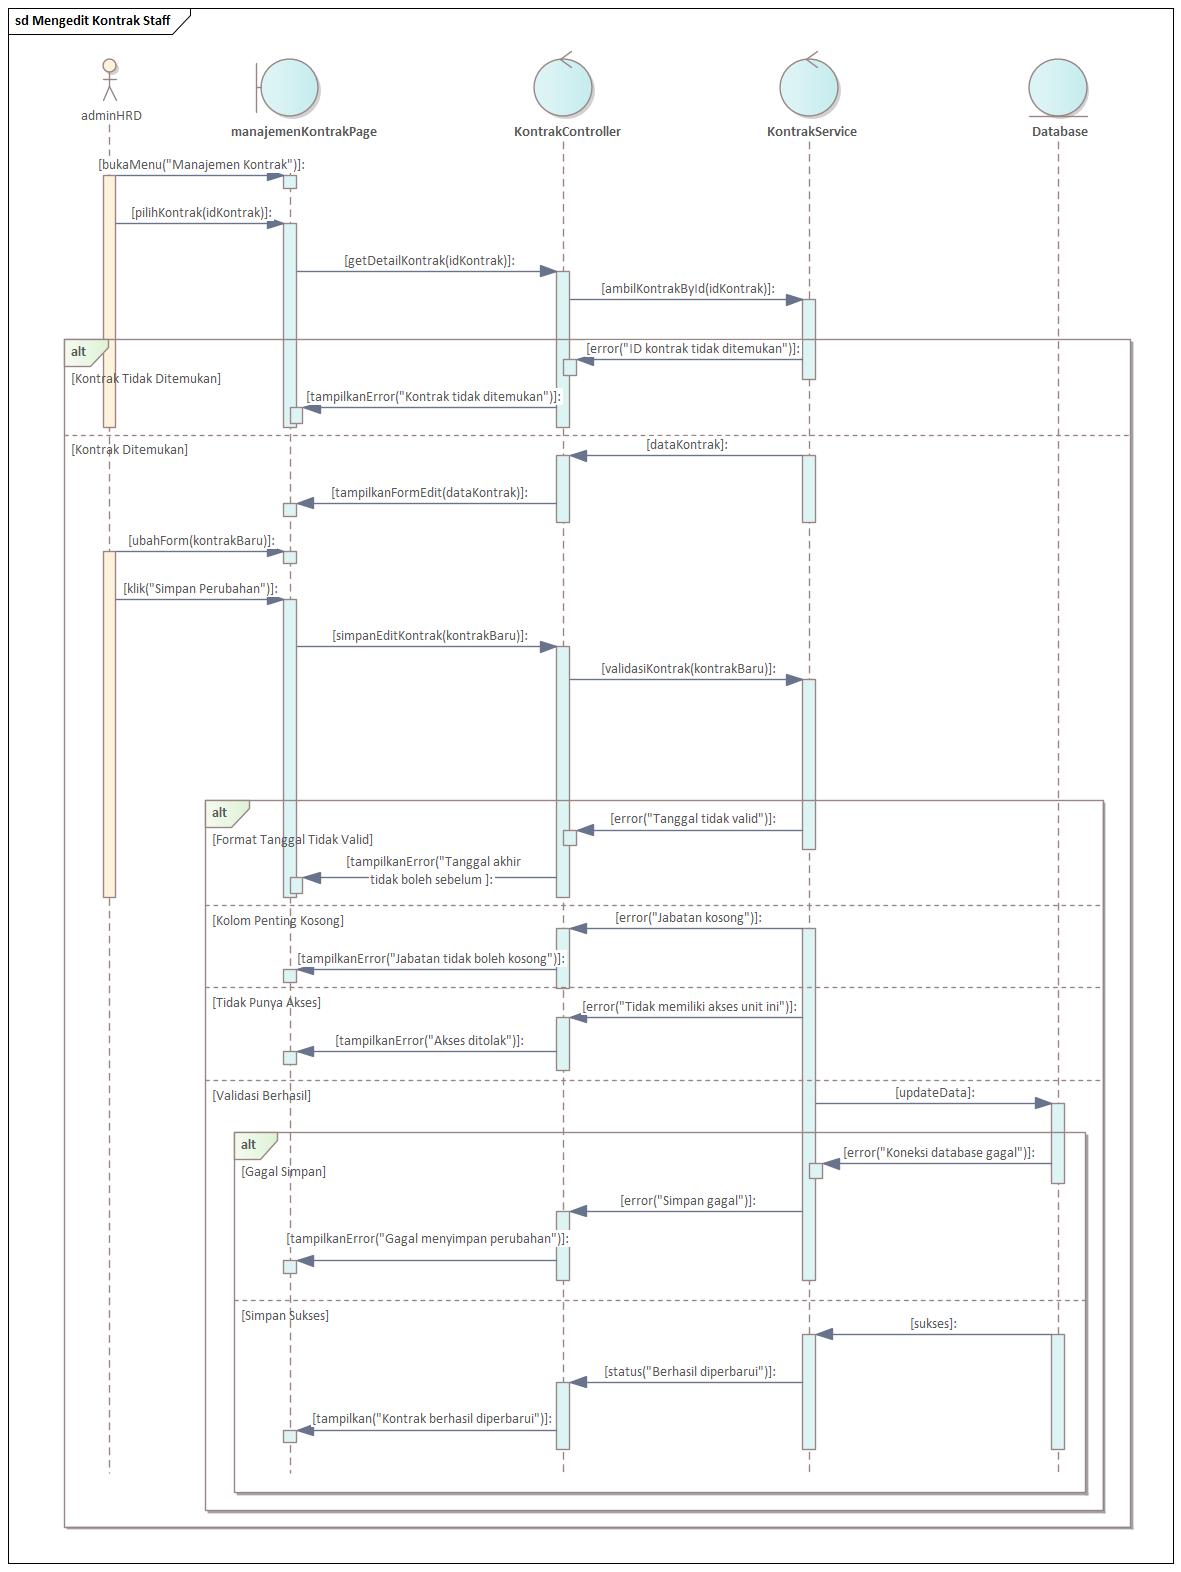 sd Mengedit Kontrak Staff
adminHRD
manajemenKontrakPage
KontrakController
KontrakService
Database
[bukaMenu("Manajemen Kontrak")]:
[pilihKontrak(idKontrak)]:
[getDetailKontrak(idKontrak)]:
[ambilKontrakById(idKontrak)]:
alt
[error("ID kontrak tidak ditemukan")]:
[Kontrak Tidak Ditemukan]
[tampilkanError("Kontrak tidak ditemukan")]:
[Kontrak Ditemukan]
[dataKontrak]:
[tampilkanFormEdit(dataKontrak)]:
[ubahForm(kontrakBaru)]:
[klik("Simpan Perubahan")]:
[simpanEditKontrak(kontrakBaru)]:
[validasiKontrak(kontrakBaru)]:
alt
[error("Tanggal tidak valid")]:
[Format Tanggal Tidak Valid]
[tampilkanError("Tanggal akhir
tidak boleh sebelum ]:
[Kolom Penting Kosong]
[error("Jabatan kosong")]:
[tampilkanError("Jabatan tidak boleh kosong")]:
[Tidak Punya Akses]
[error("Tidak memiliki akses unit ini")]:
[tampilkanError("Akses ditolak")]:
[Validasi Berhasil]
[updateData]:
alt
[error("Koneksi database gagal")]:
[Gagal Simpan]
[error("Simpan gagal")]:
[tampilkanError("Gagal menyimpan perubahan")]:
[Simpan Sukses]
[sukses]:
[status("Berhasil diperbarui")]:
[tampilkan("Kontrak berhasil diperbarui")]: